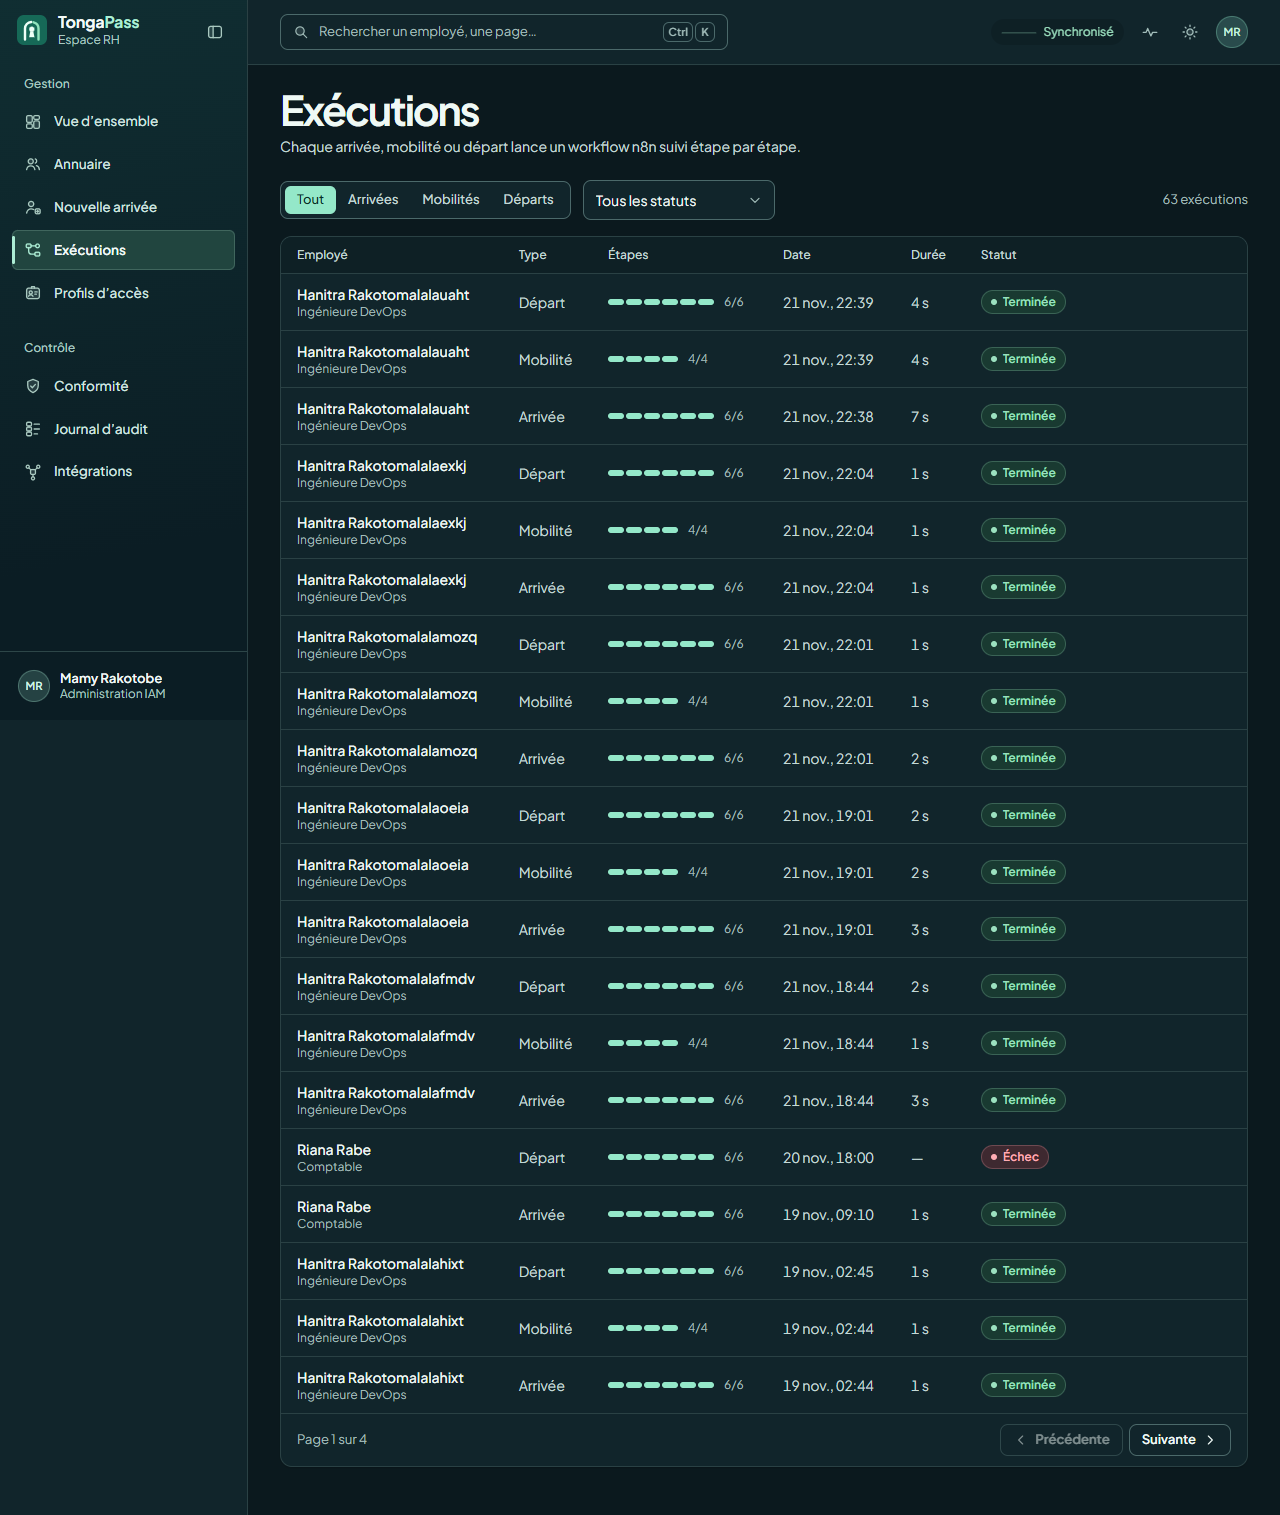 TongaPass
Espace RH
Gestion
Vue d’ensemble
Annuaire
Nouvelle arrivée
Exécutions
Profils d’accès
Contrôle
Conformité
Journal d’audit
Intégrations
MR
Mamy Rakotobe
Administration IAM
Rechercher un employé, une page…
Ctrl K
Synchronisé
MR
Exécutions
Chaque arrivée, mobilité ou départ lance un workflow n8n suivi étape par étape.
Tout Arrivées Mobilités Départs
Tous les statuts
63 exécutions
Employé Type Étapes Date Durée Statut
Hanitra Rakotomalalauaht
Ingénieure DevOps
Départ 6/6 21 nov., 22:39 4 s Terminée
Hanitra Rakotomalalauaht
Ingénieure DevOps
Mobilité 4/4 21 nov., 22:39 4 s Terminée
Hanitra Rakotomalalauaht
Ingénieure DevOps
Arrivée 6/6 21 nov., 22:38 7 s Terminée
Hanitra Rakotomalalaexkj
Ingénieure DevOps
Départ 6/6 21 nov., 22:04 1 s Terminée
Hanitra Rakotomalalaexkj
Ingénieure DevOps
Mobilité 4/4 21 nov., 22:04 1 s Terminée
Hanitra Rakotomalalaexkj
Ingénieure DevOps
Arrivée 6/6 21 nov., 22:04 1 s Terminée
Hanitra Rakotomalalamozq
Ingénieure DevOps
Départ 6/6 21 nov., 22:01 1 s Terminée
Hanitra Rakotomalalamozq
Ingénieure DevOps
Mobilité 4/4 21 nov., 22:01 1 s Terminée
Hanitra Rakotomalalamozq
Ingénieure DevOps
Arrivée 6/6 21 nov., 22:01 2 s Terminée
Hanitra Rakotomalalaoeia
Ingénieure DevOps
Départ 6/6 21 nov., 19:01 2 s Terminée
Hanitra Rakotomalalaoeia
Ingénieure DevOps
Mobilité 4/4 21 nov., 19:01 2 s Terminée
Hanitra Rakotomalalaoeia
Ingénieure DevOps
Arrivée 6/6 21 nov., 19:01 3 s Terminée
Hanitra Rakotomalalafmdv
Ingénieure DevOps
Départ 6/6 21 nov., 18:44 2 s Terminée
Hanitra Rakotomalalafmdv
Ingénieure DevOps
Mobilité 4/4 21 nov., 18:44 1 s Terminée
Hanitra Rakotomalalafmdv
Ingénieure DevOps
Arrivée 6/6 21 nov., 18:44 3 s Terminée
Riana Rabe
Comptable
Départ 6/6 20 nov., 18:00 — Échec
Riana Rabe
Comptable
Arrivée 6/6 19 nov., 09:10 1 s Terminée
Hanitra Rakotomalalahixt
Ingénieure DevOps
Départ 6/6 19 nov., 02:45 1 s Terminée
Hanitra Rakotomalalahixt
Ingénieure DevOps
Mobilité 4/4 19 nov., 02:44 1 s Terminée
Hanitra Rakotomalalahixt
Ingénieure DevOps
Arrivée 6/6 19 nov., 02:44 1 s Terminée
Page 1 sur 4
Précédente Suivante